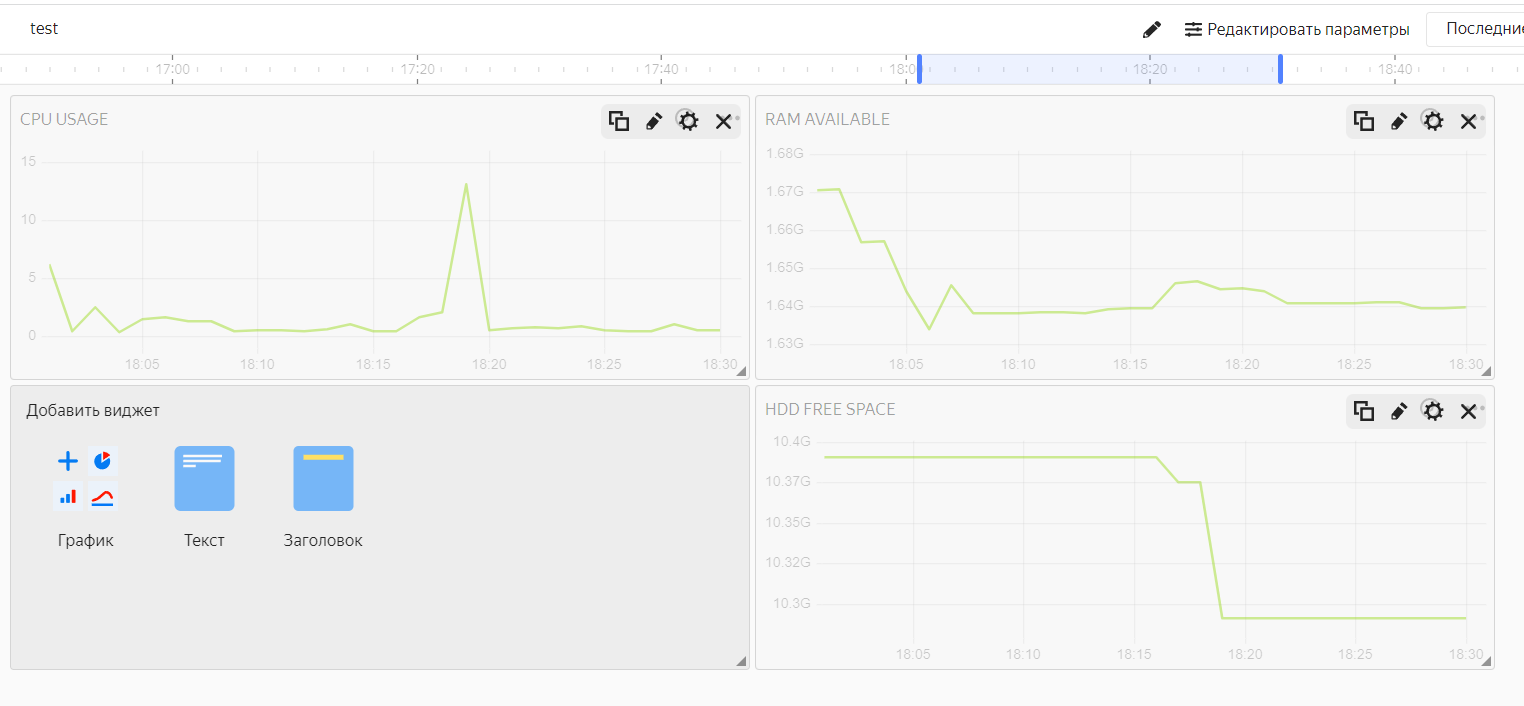 test
Редактировать параметры
Последние
17:00 17:20 17:40 18:00 18:20 18:40
CPU USAGE
15
10
5
0
18:05 18:10 18:15 18:20 18:25 18:30
RAM AVAILABLE
1.68G
1.67G
1.66G
1.65G
1.64G
1.63G
18:05 18:10 18:15 18:20 18:25 18:30
Добавить виджет
График
Текст
Заголовок
HDD FREE SPACE
10.4G
10.37G
10.35G
10.32G
10.3G
18:05 18:10 18:15 18:20 18:25 18:30